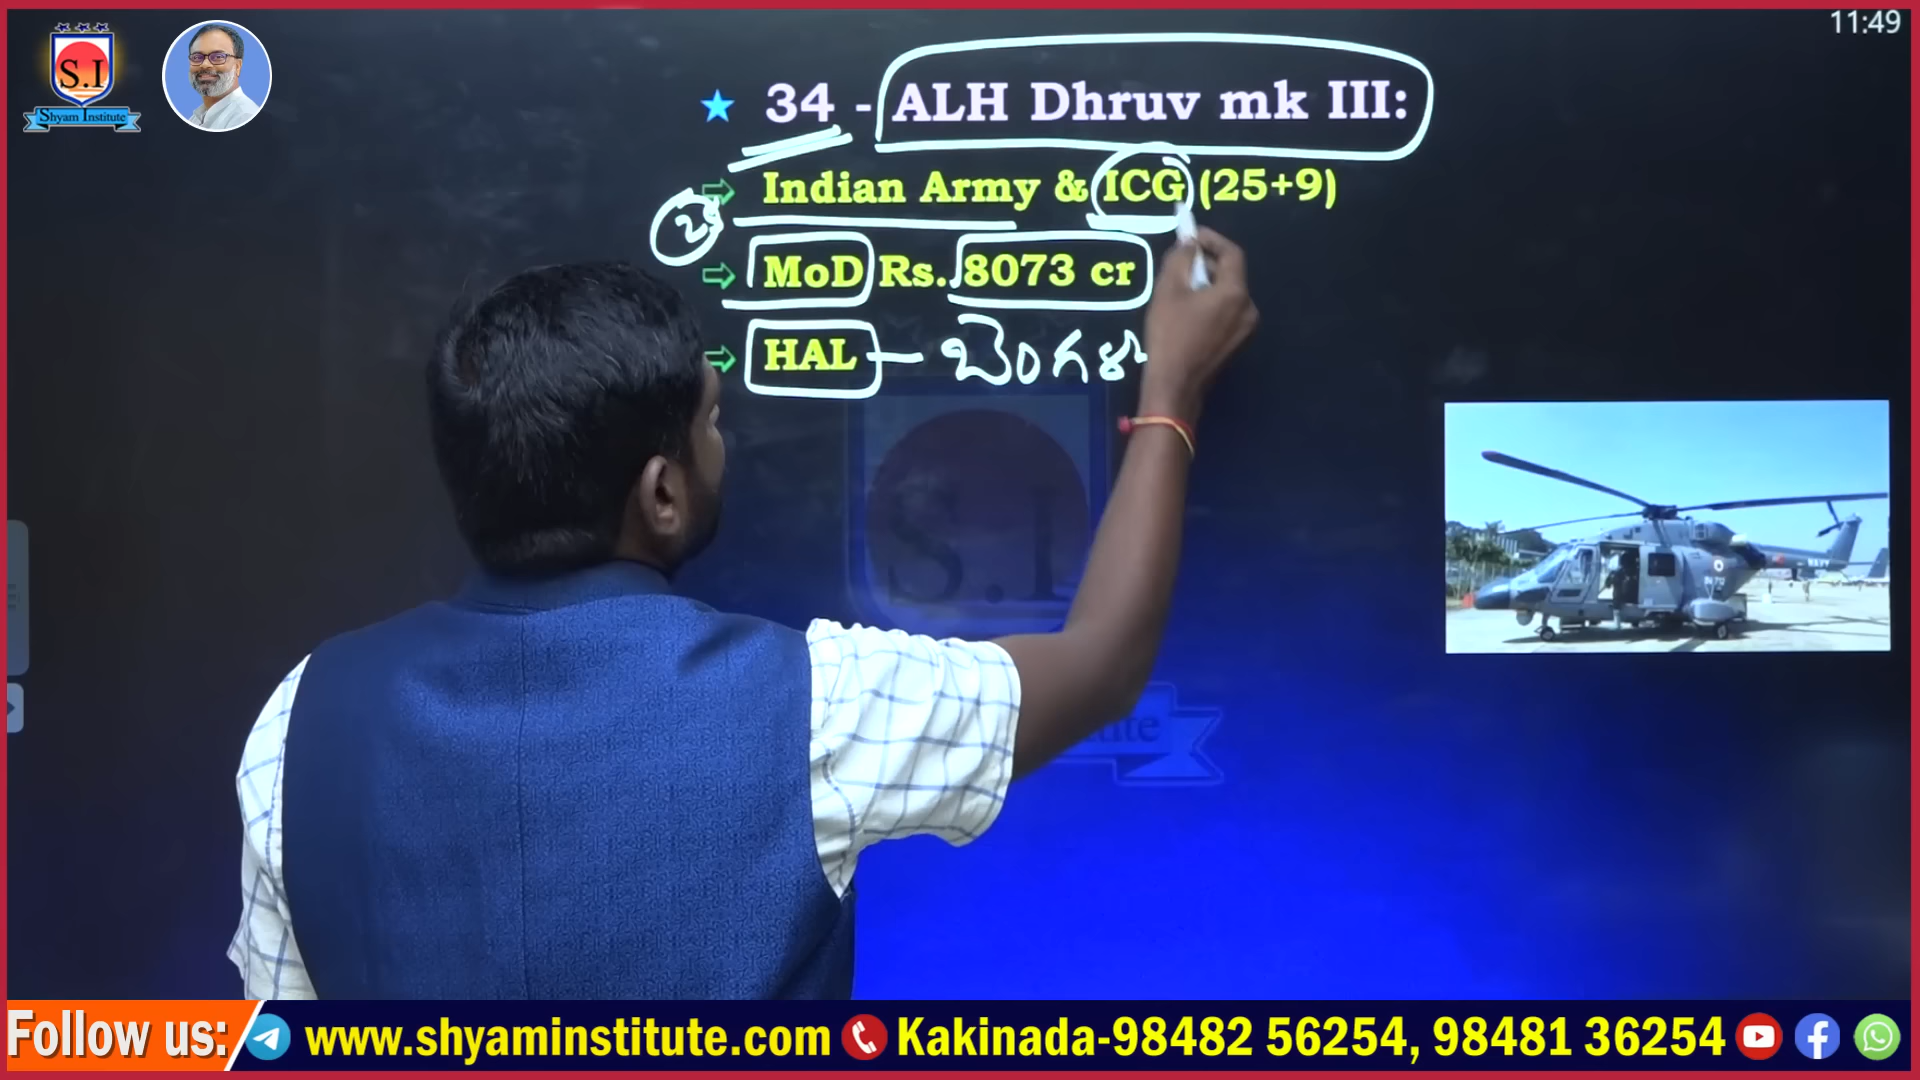 11:49
S.I
Shyam Institute
34 - ALH Dhruv mk III:
Indian Army & ICG (25+9)
2
MoD Rs. 8073 cr
HAL — బెంగళూ
S.I
Follow us: www.shyaminstitute.com Kakinada-98482 56254, 98481 36254